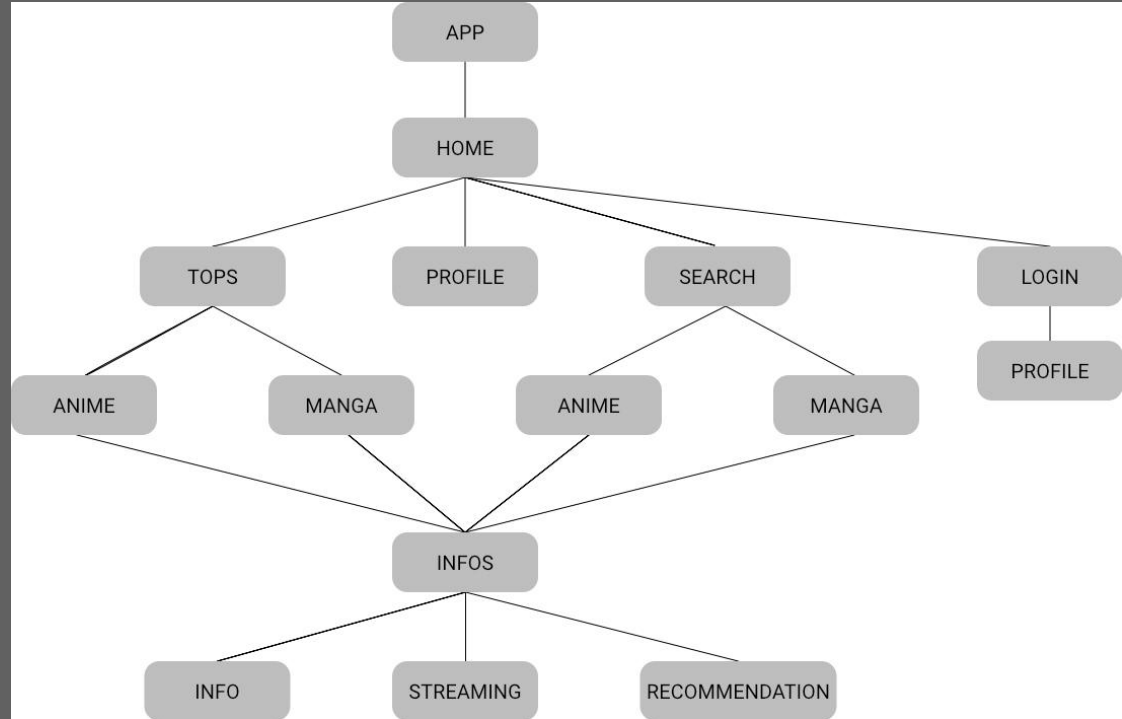 APP
HOME
TOPS
PROFILE
SEARCH
LOGIN
PROFILE
ANIME
MANGA
ANIME
MANGA
INFOS
INFO
STREAMING
RECOMMENDATION